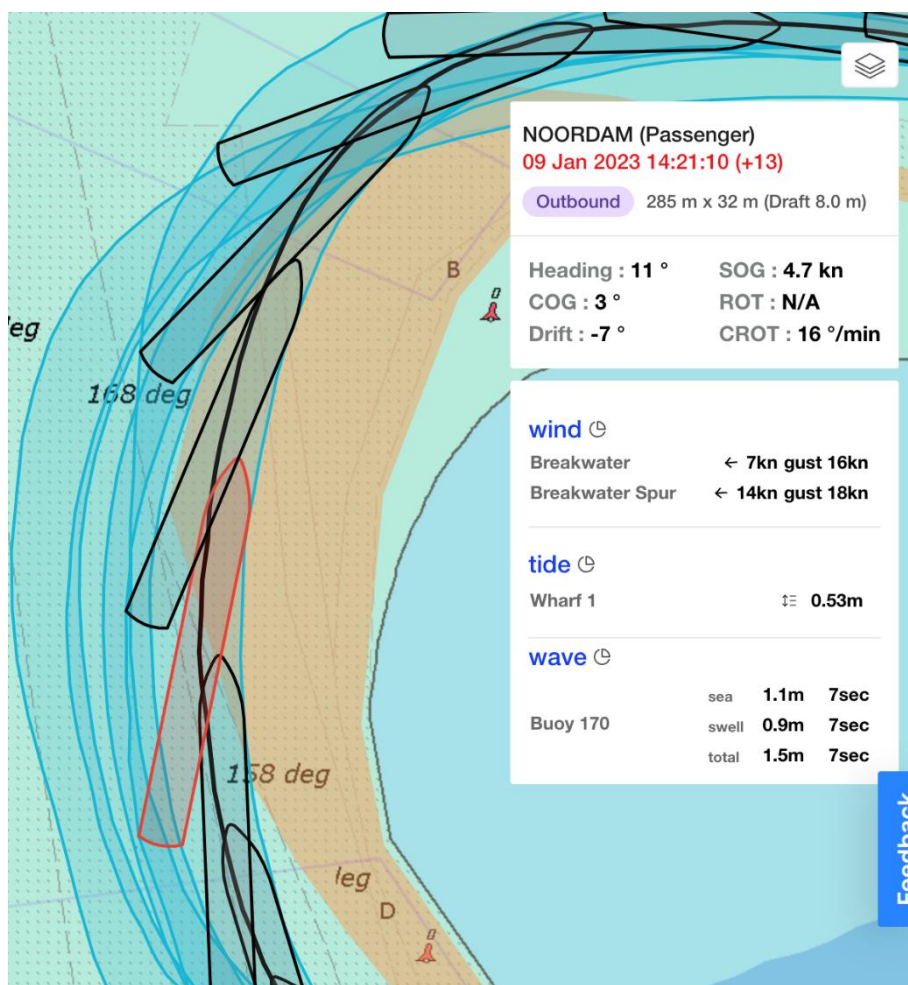 NOORDAM (Passenger)
09 Jan 2023 14:21:10 (+13)
Outbound 285 m x 32 m (Draft 8.0 m)
Heading : 11 ° SOG : 4.7 kn
COG : 3 ° ROT : N/A
Drift : -7 ° CROT : 16 °/min
wind
Breakwater ← 7kn gust 16kn
Breakwater Spur ← 14kn gust 18kn
tide
Wharf 1 0.53m
wave
Buoy 170
sea 1.1m 7sec
swell 0.9m 7sec
total 1.5m 7sec
Feedback
B
eg
168 deg
158 deg
leg
D